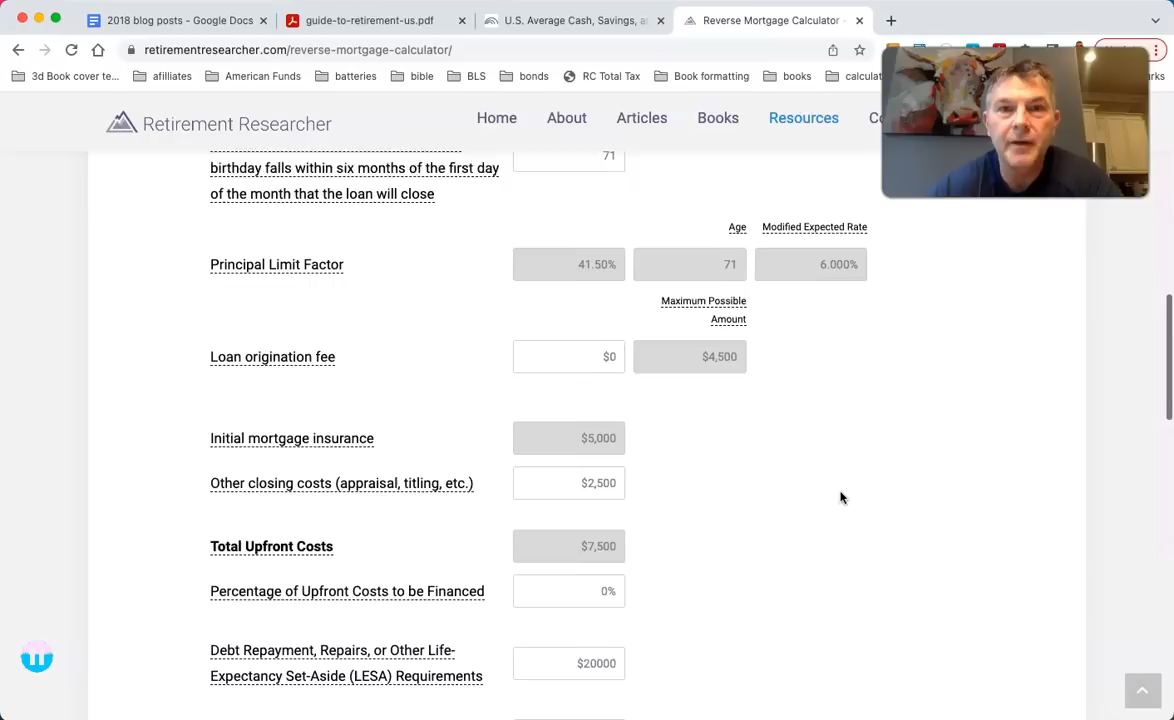 2018 blog posts - Google Docs
guide-to-retirement-us.pdf
U.S. Average Cash, Savings, a
Reverse Mortgage Calculator -
retirementresearcher.com/reverse-mortgage-calculator/
3d Book cover te...
afiliiates
American Funds
batteries
bible
BLS
bonds
RC Total Tax
Book formatting
books
calculat
rks
Retirement Researcher
Home
About
Articles
Books
Resources
Co
birthday falls within six months of the first day
of the month that the loan will close
71
Age
Modified Expected Rate
Principal Limit Factor
41.50%
71
6.000%
Maximum Possible
Amount
Loan origination fee
$0
$4,500
Initial mortgage insurance
$5,000
Other closing costs (appraisal, titling, etc.)
$2,500
Total Upfront Costs
$7,500
Percentage of Upfront Costs to be Financed
0%
Debt Repayment, Repairs, or Other Life-
Expectancy Set-Aside (LESA) Requirements
$20000